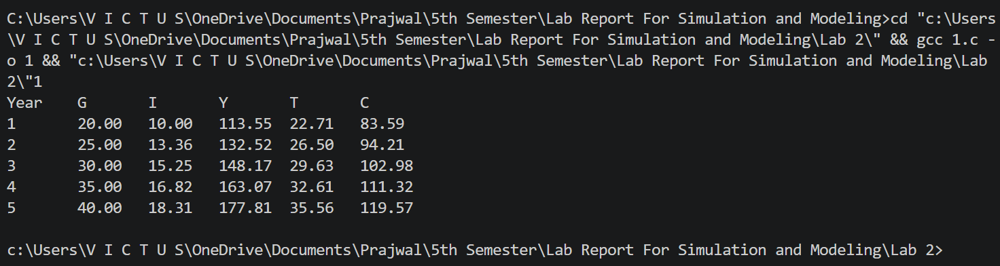 C:\Users\V I C T U S\OneDrive\Documents\Prajwal\5th Semester\Lab Report For Simulation and Modeling>cd "c:\Users
\V I C T U S\OneDrive\Documents\Prajwal\5th Semester\Lab Report For Simulation and Modeling\Lab 2\" && gcc 1.c -
o 1 && "c:\Users\V I C T U S\OneDrive\Documents\Prajwal\5th Semester\Lab Report For Simulation and Modeling\Lab
2\"1
Year    G       I       Y       T       C
1       20.00   10.00   113.55  22.71   83.59
2       25.00   13.36   132.52  26.50   94.21
3       30.00   15.25   148.17  29.63   102.98
4       35.00   16.82   163.07  32.61   111.32
5       40.00   18.31   177.81  35.56   119.57
c:\Users\V I C T U S\OneDrive\Documents\Prajwal\5th Semester\Lab Report For Simulation and Modeling\Lab 2>